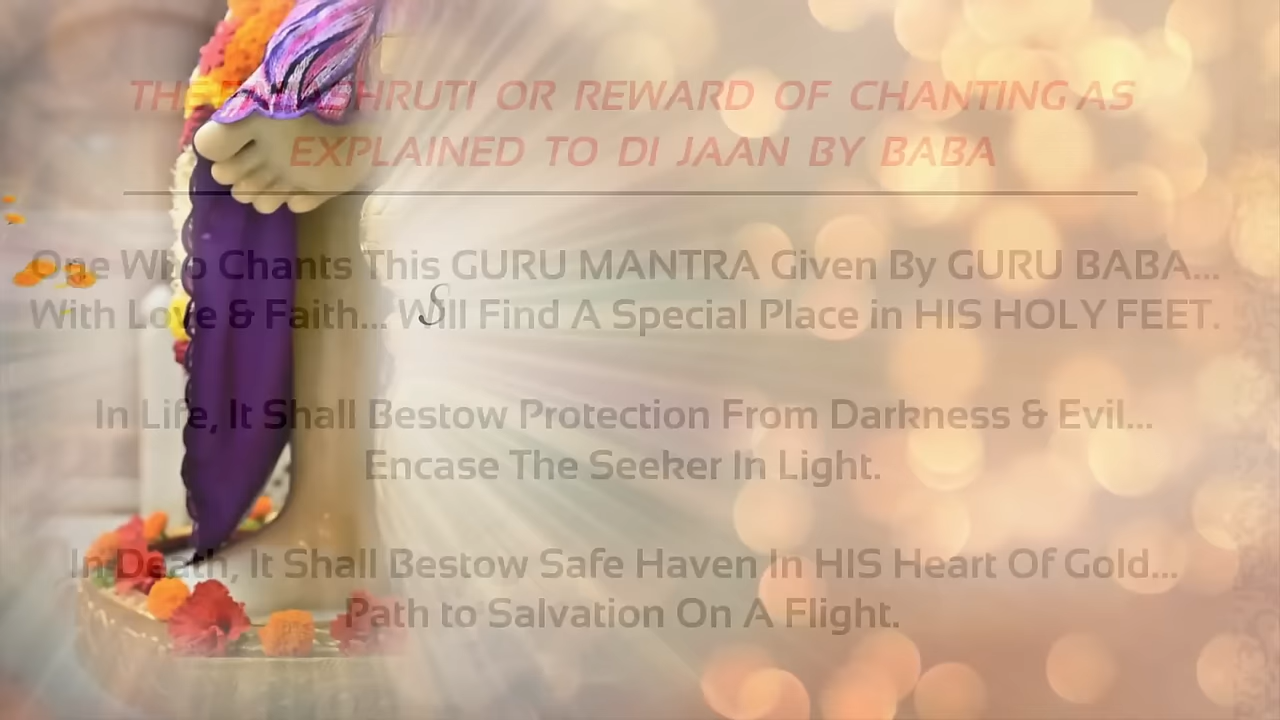 THE PHALSHRUTI OR REWARD OF CHANTING AS
EXPLAINED TO DI JAAN BY BABA
One Who Chants This GURU MANTRA Given By GURU BABA...
With Love & Faith... Will Find A Special Place in HIS HOLY FEET.
S
In Life, It Shall Bestow Protection From Darkness & Evil...
Encase The Seeker In Light.
In Death, It Shall Bestow Safe Haven In HIS Heart Of Gold...
Path to Salvation On A Flight.